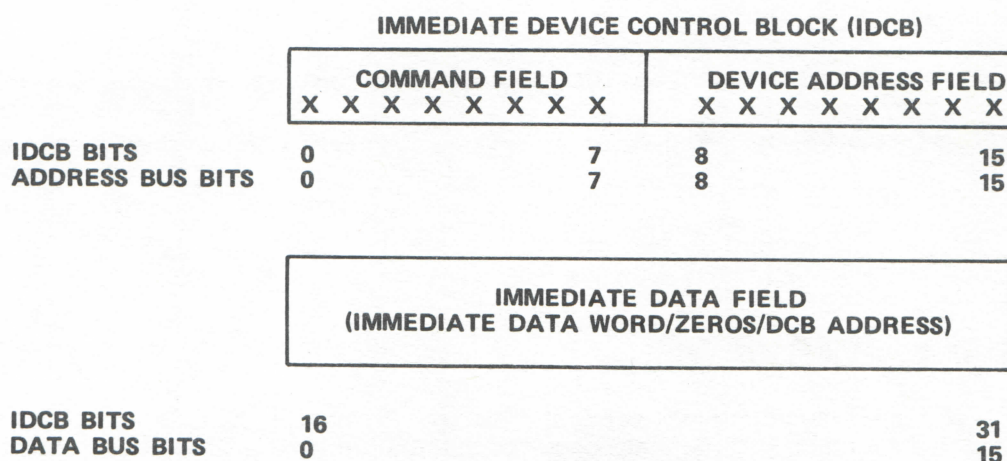 IMMEDIATE DEVICE CONTROL BLOCK (IDCB)
COMMAND FIELD DEVICE ADDRESS FIELD
X X X X X X X X X X X X X X X X
IDCB BITS 0 7 8 15
ADDRESS BUS BITS 0 7 8 15
IMMEDIATE DATA FIELD
(IMMEDIATE DATA WORD/ZEROS/DCB ADDRESS)
IDCB BITS 16 31
DATA BUS BITS 0 15